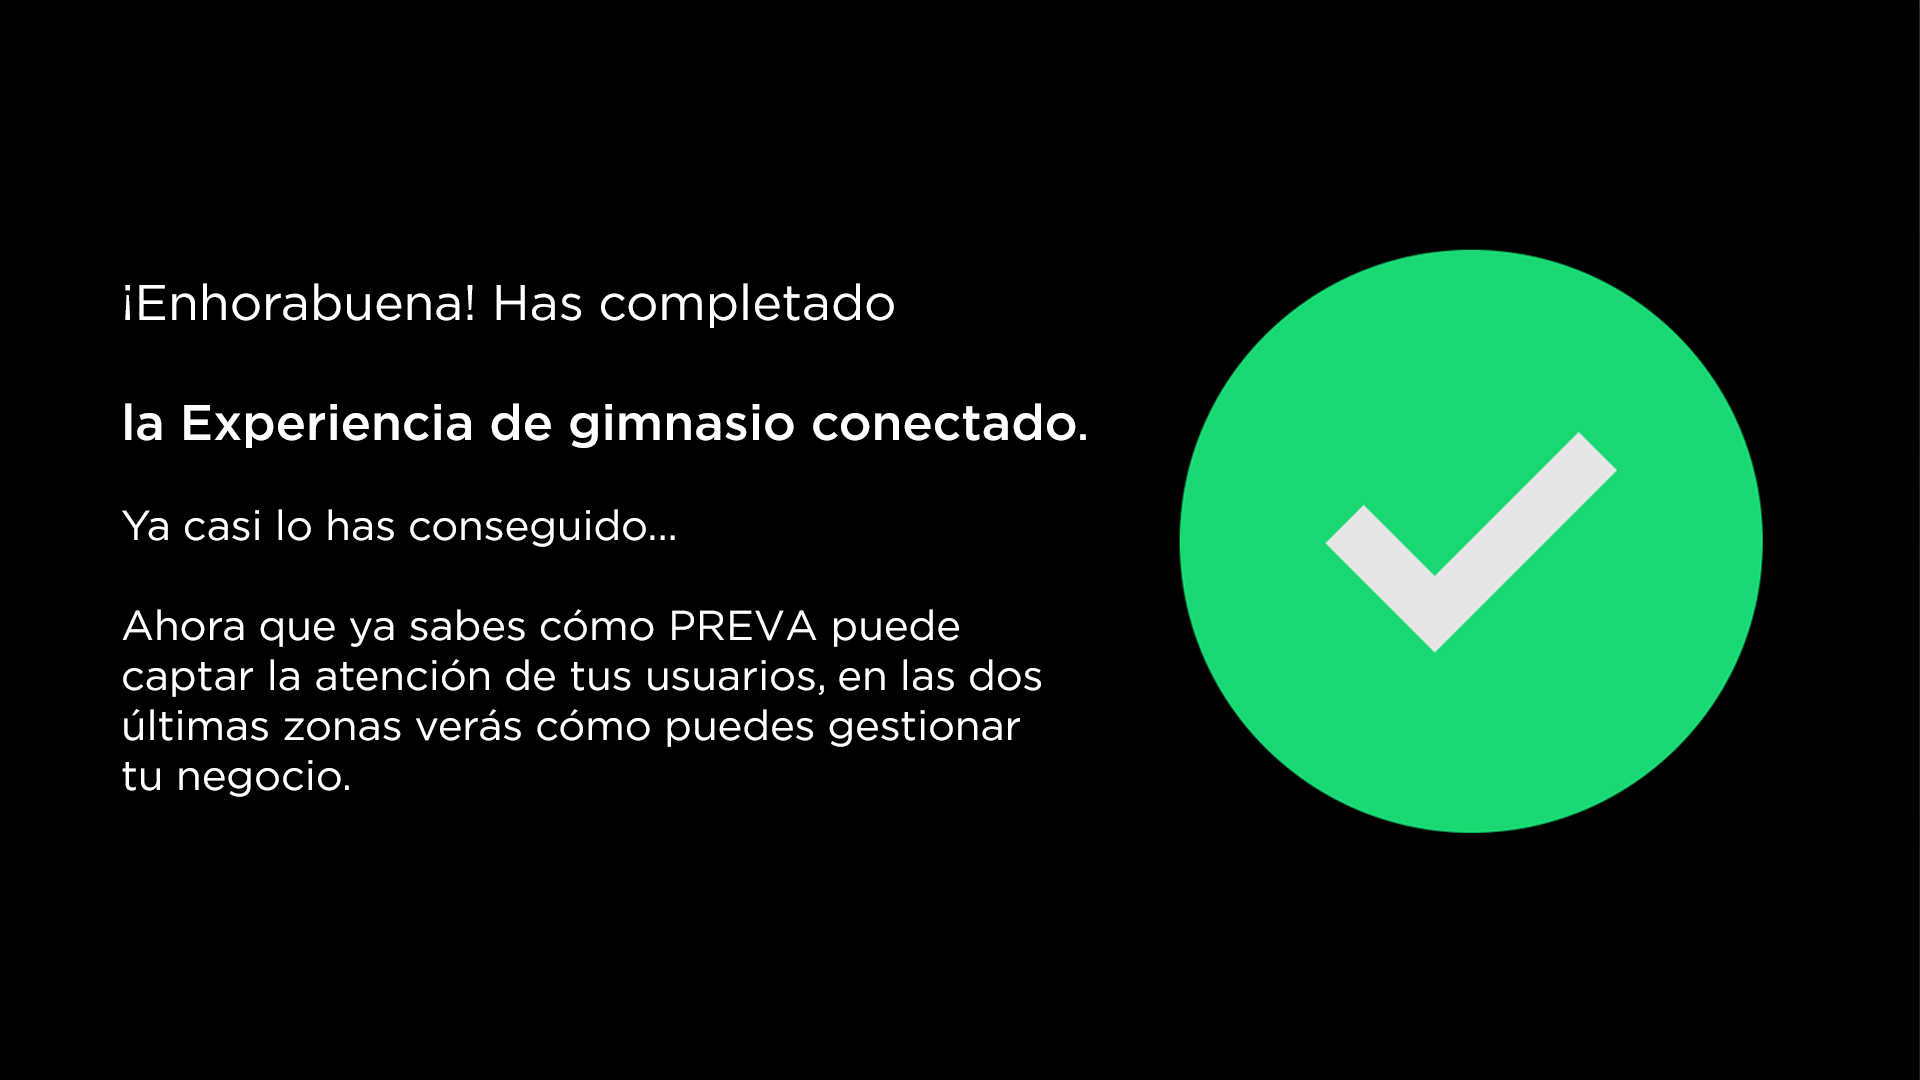 ¡Enhorabuena! Has completado
la Experiencia de gimnasio conectado.
Ya casi lo has conseguido...
Ahora que ya sabes cómo PREVA puede
captar la atención de tus usuarios, en las dos
últimas zonas verás cómo puedes gestionar
tu negocio.